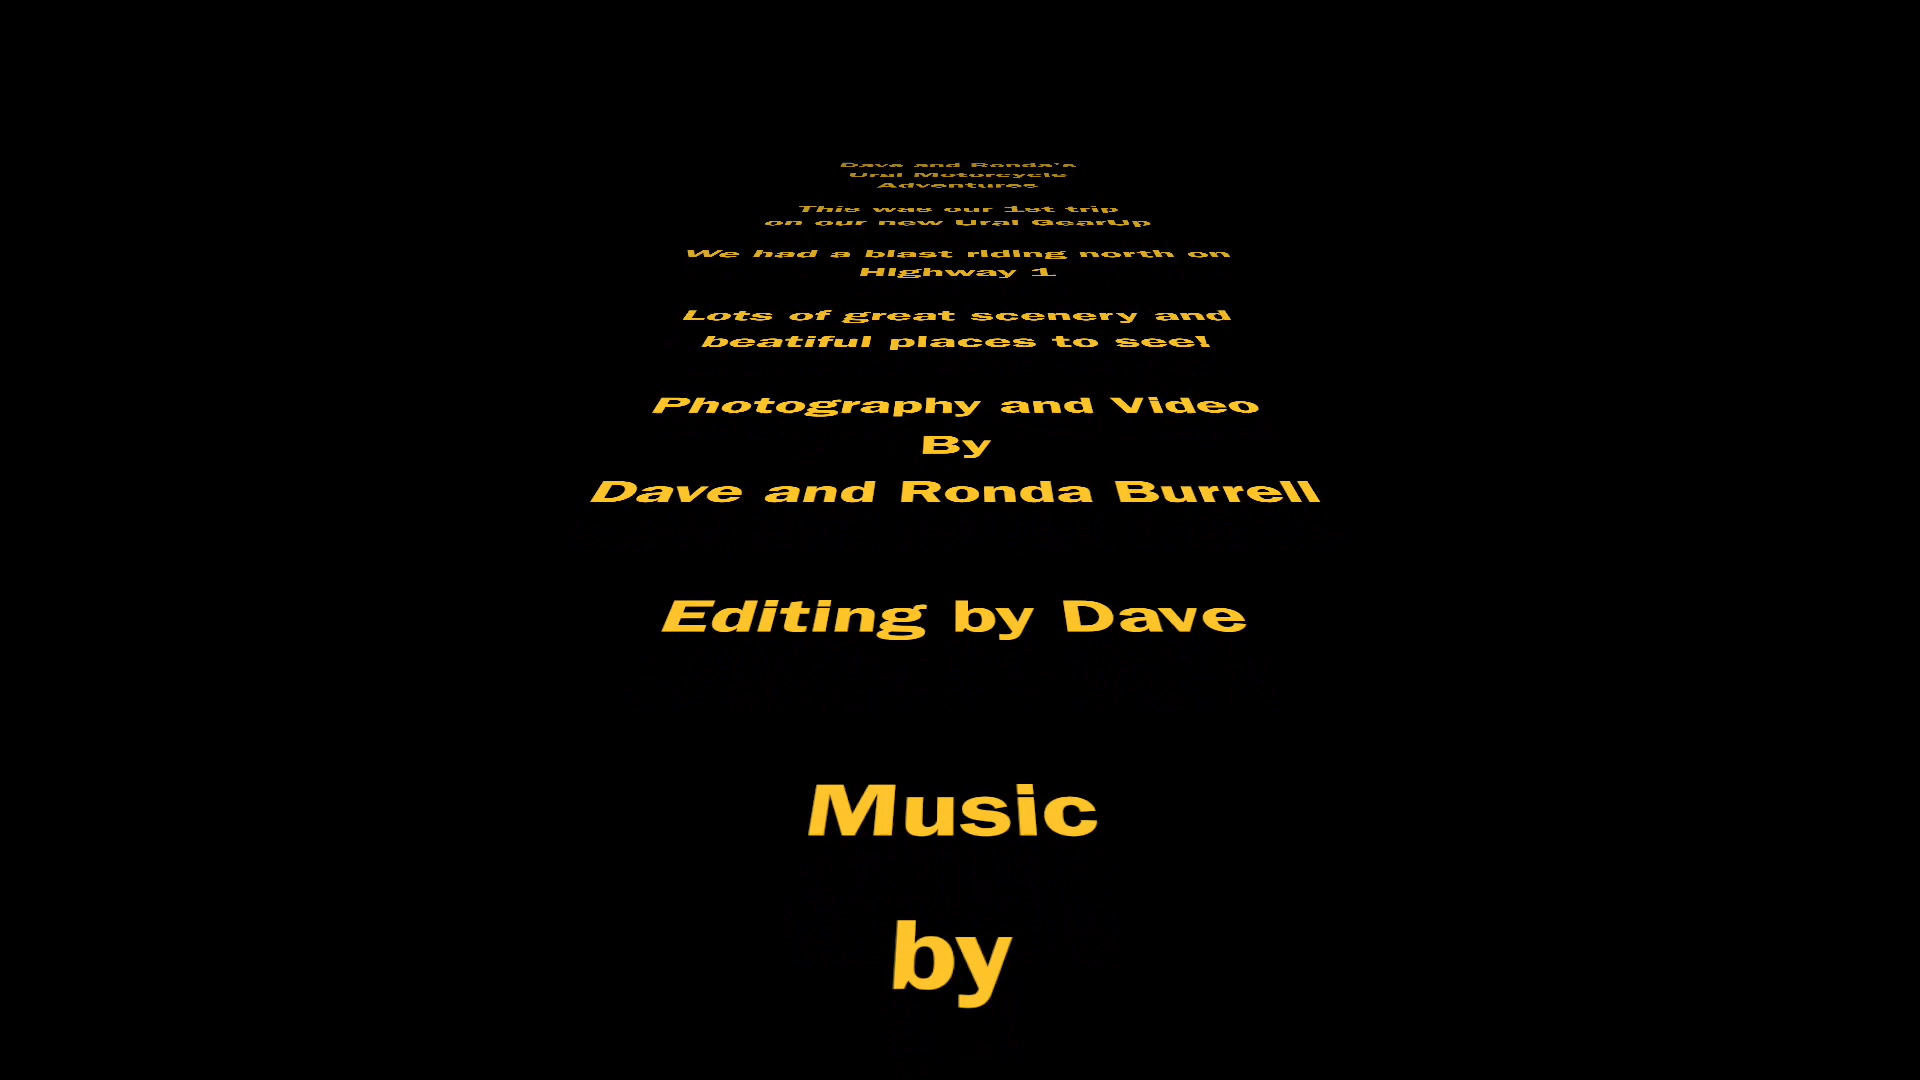 Dave and Ronda's
Ural Motorcycle
Adventures
This was our 1st trip
on our new Ural GearUp
We had a blast riding north on
Highway 1
Lots of great scenery and
beatiful places to see!
Photography and Video
By
Dave and Ronda Burrell
Editing by Dave
Music
by